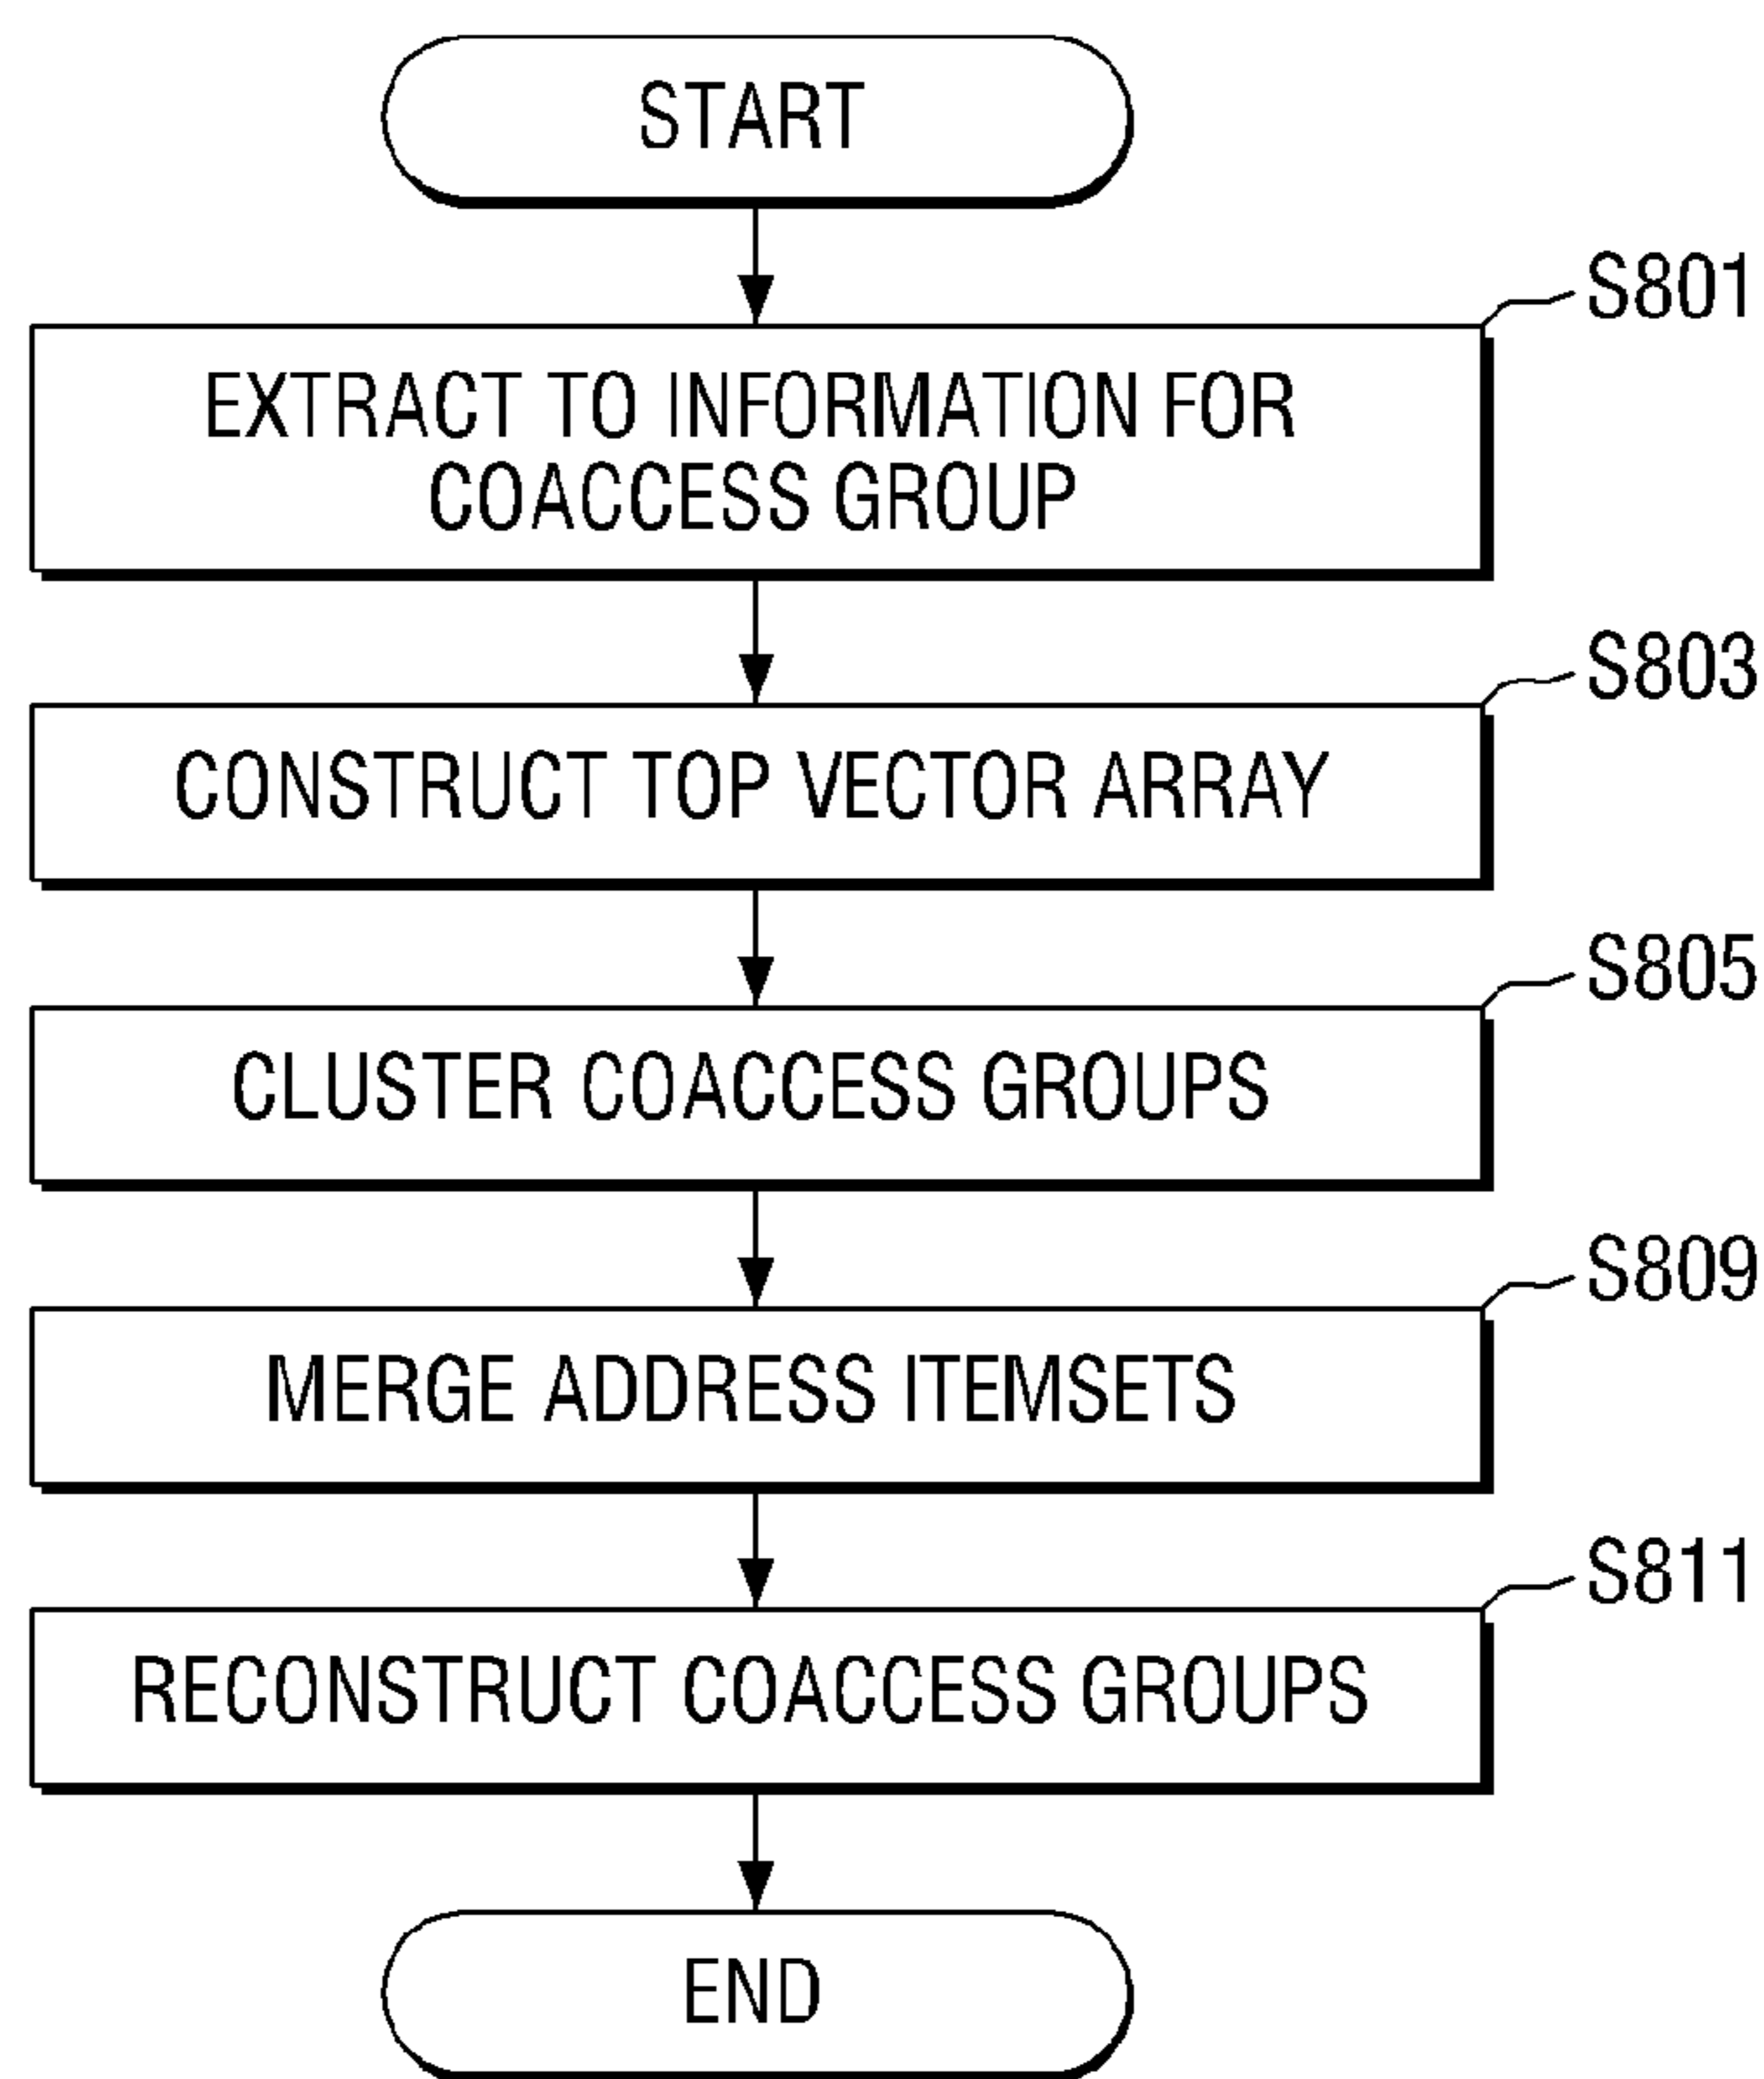 START
S801
EXTRACT TO INFORMATION FOR
COACCESS GROUP
S803
CONSTRUCT TOP VECTOR ARRAY
S805
CLUSTER COACCESS GROUPS
S809
MERGE ADDRESS ITEMSETS
S811
RECONSTRUCT COACCESS GROUPS
END